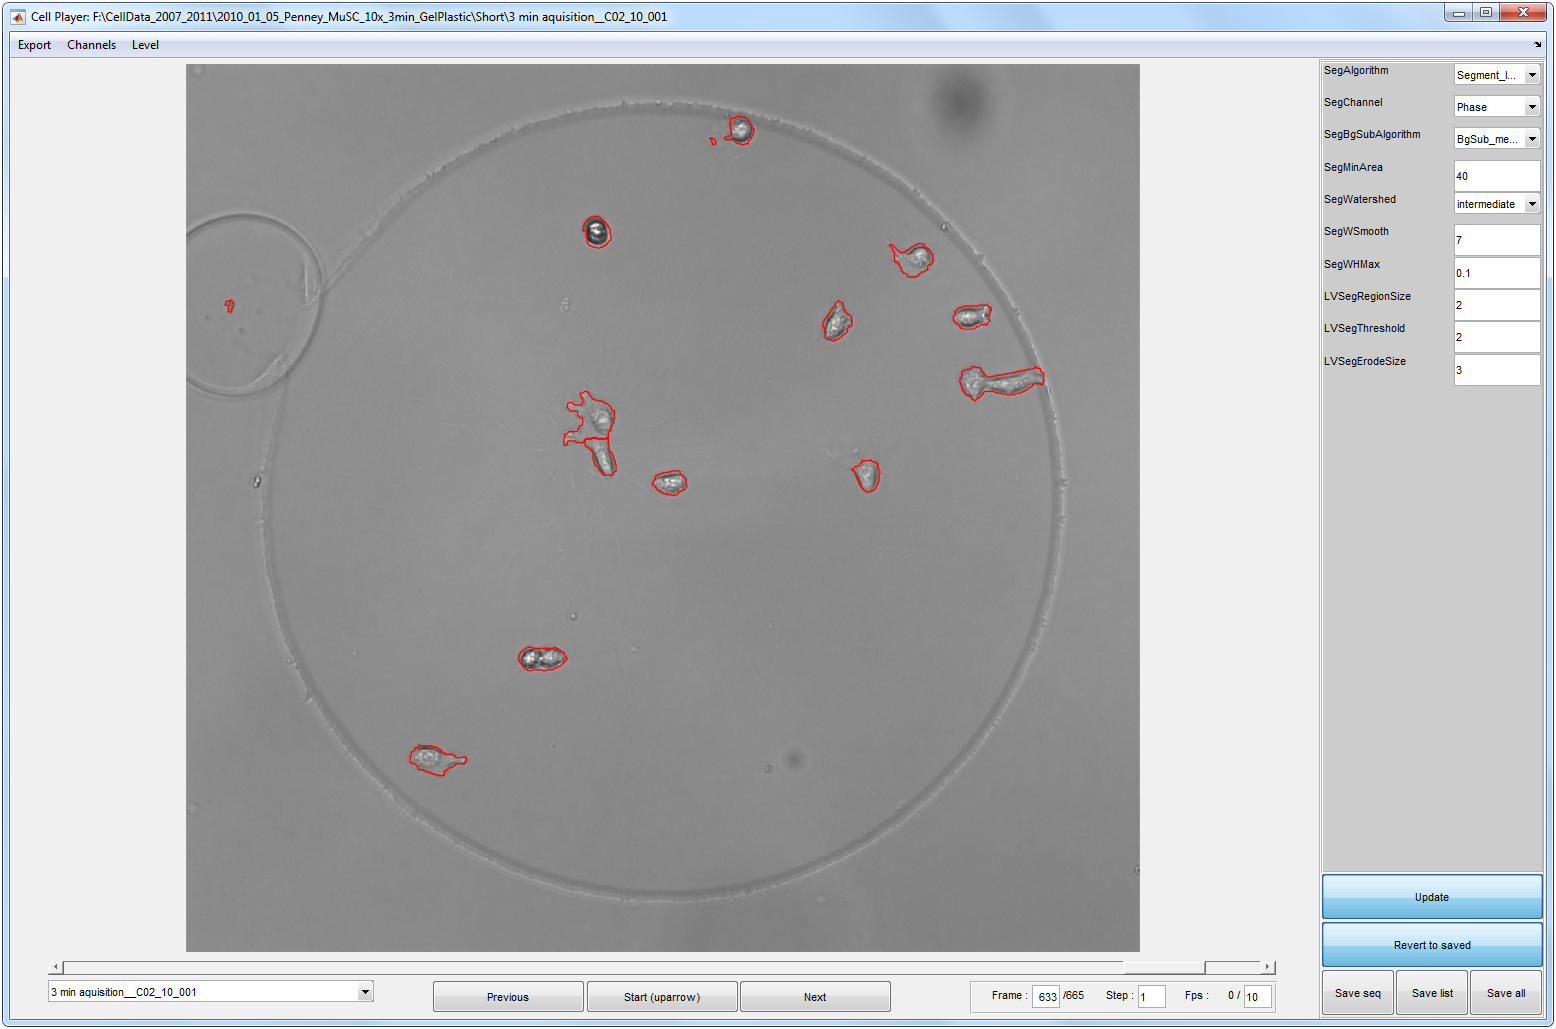 Cell Player: F:\CellData_2007_2011\2010_01_05_Penney_MuSC_10x_3min_GelPlastic\Short\3 min aquisition__C02_10_001
Export Channels Level
SegAlgorithm Segment_l...
SegChannel Phase
SegBgSubAlgorithm BgSub_me...
SegMinArea 40
SegWatershed intermediate
SegWSmooth 7
SegWHMax 0.1
LVSegRegionSize 2
LVSegThreshold 2
LVSegErodeSize 3
Update
Revert to saved
Save seq Save list Save all
3 min aquisition__C02_10_001
Previous Start (uparrow) Next
Frame : 633 /665 Step : 1 Fps : 0 / 10